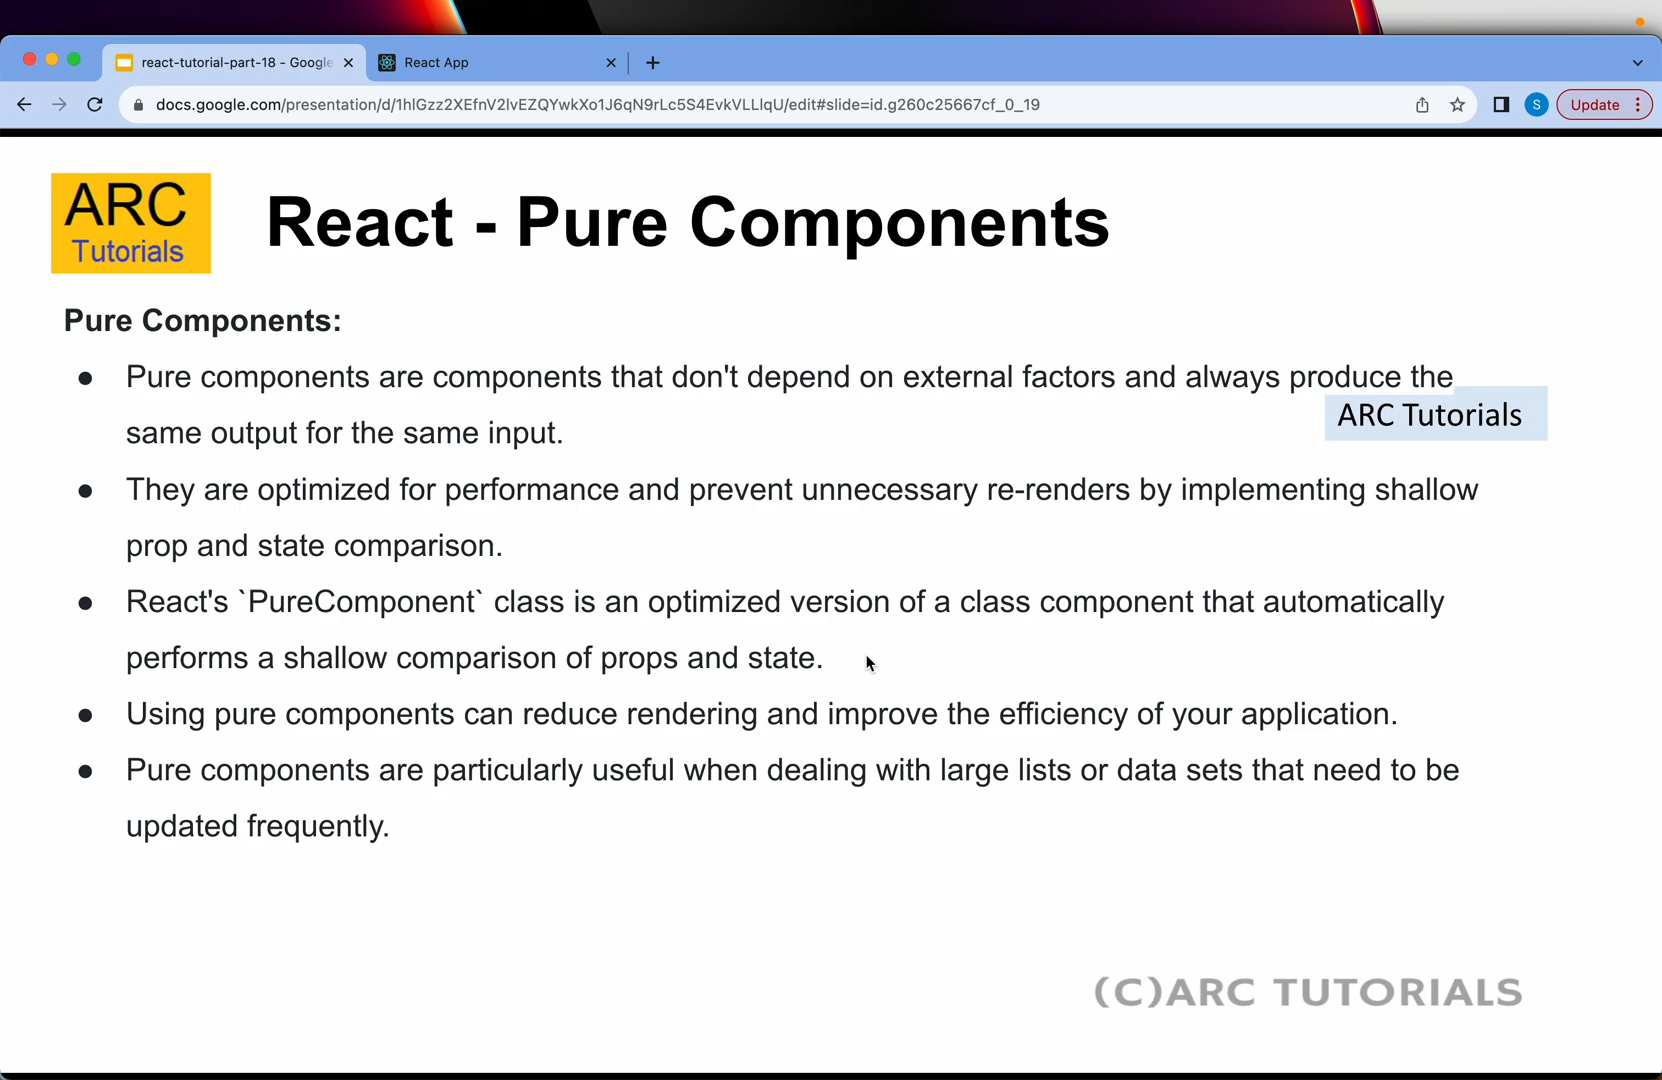 react-tutorial-part-18 - Google
React App
docs.google.com/presentation/d/1hlGzz2XEfnV2lvEZQYwkXo1J6qN9rLc5S4EvkVLLlqU/edit#slide=id.g260c25667cf_0_19
S
Update
ARC
Tutorials
React - Pure Components
Pure Components:
● Pure components are components that don't depend on external factors and always produce the
same output for the same input.
ARC Tutorials
● They are optimized for performance and prevent unnecessary re-renders by implementing shallow
prop and state comparison.
● React's `PureComponent` class is an optimized version of a class component that automatically
performs a shallow comparison of props and state.
● Using pure components can reduce rendering and improve the efficiency of your application.
● Pure components are particularly useful when dealing with large lists or data sets that need to be
updated frequently.
(C)ARC TUTORIALS